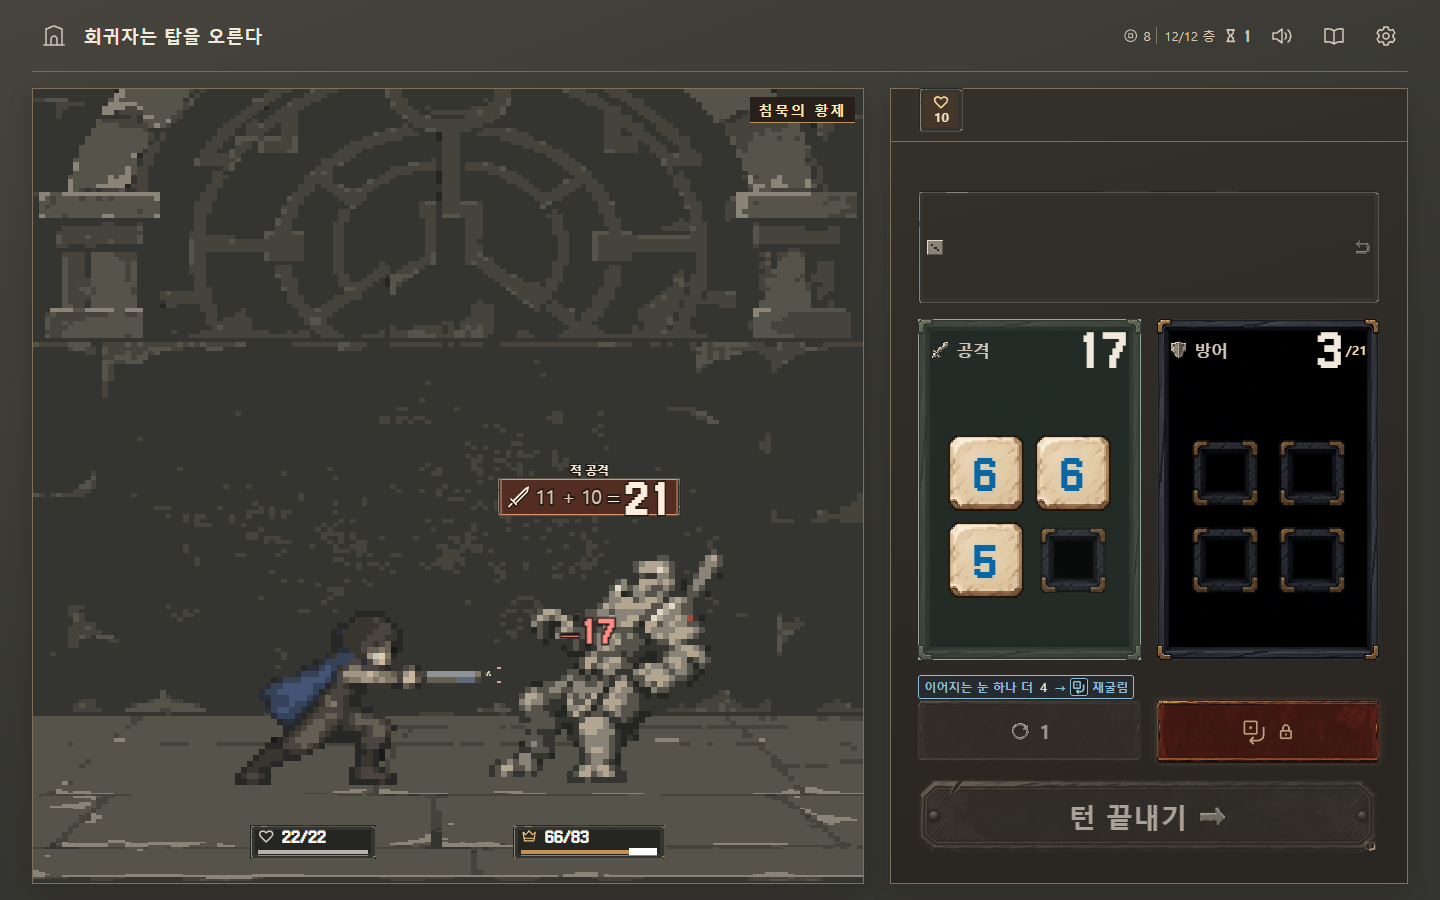 회귀자는 탑을 오른다
8 12/12 층 1
침묵의 황제
10
공격 17
방어 3 /21
6 6
5
적 공격
11 + 10 = 21
-17
이어지는 눈 하나 더 4 → 재굴림
1
턴 끝내기
22/22
66/83